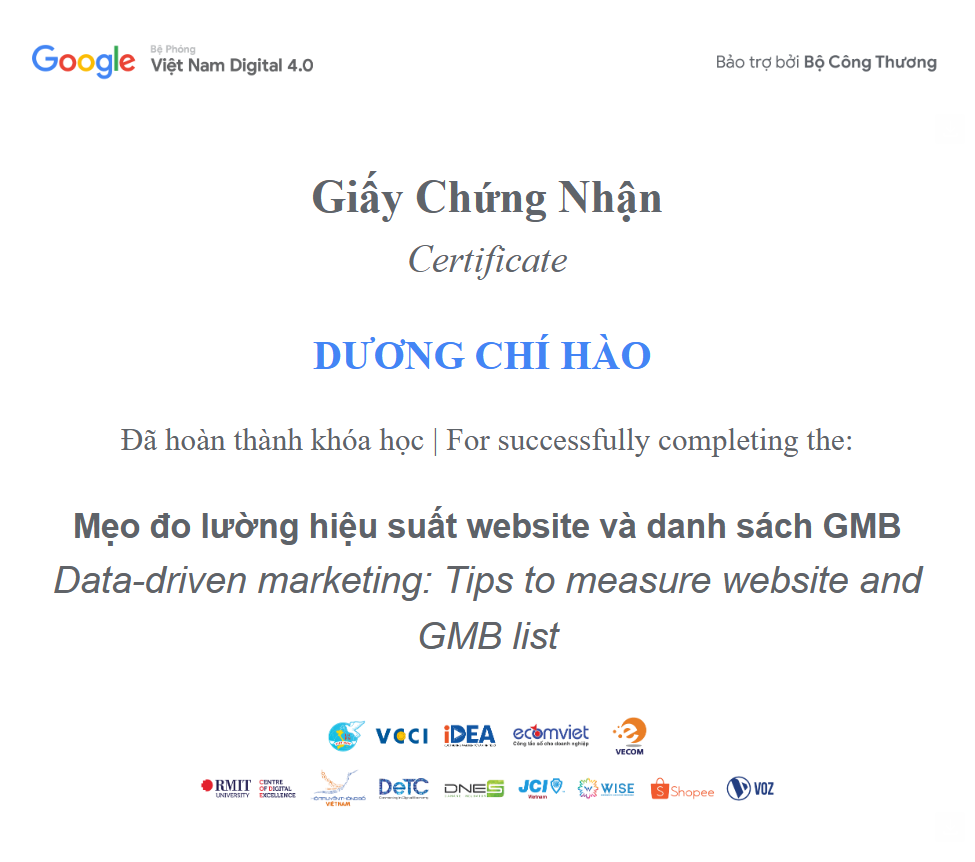 Google
Bệ Phóng
Việt Nam Digital 4.0
Bảo trợ bởi Bộ Công Thương
Giấy Chứng Nhận
Certificate
DƯƠNG CHÍ HÀO
Đã hoàn thành khóa học | For successfully completing the:
Mẹo đo lường hiệu suất website và danh sách GMB
Data-driven marketing: Tips to measure website and
GMB list
VCCI
iDEA
ecomviet
Công tác số cho doanh nghiệp
VECOM
RMIT
UNIVERSITY
CENTRE
OF DIGITAL
EXCELLENCE
VIETNAM
DeTC
DNES
JCI
Vietnam
WISE
Shopee
VOZ